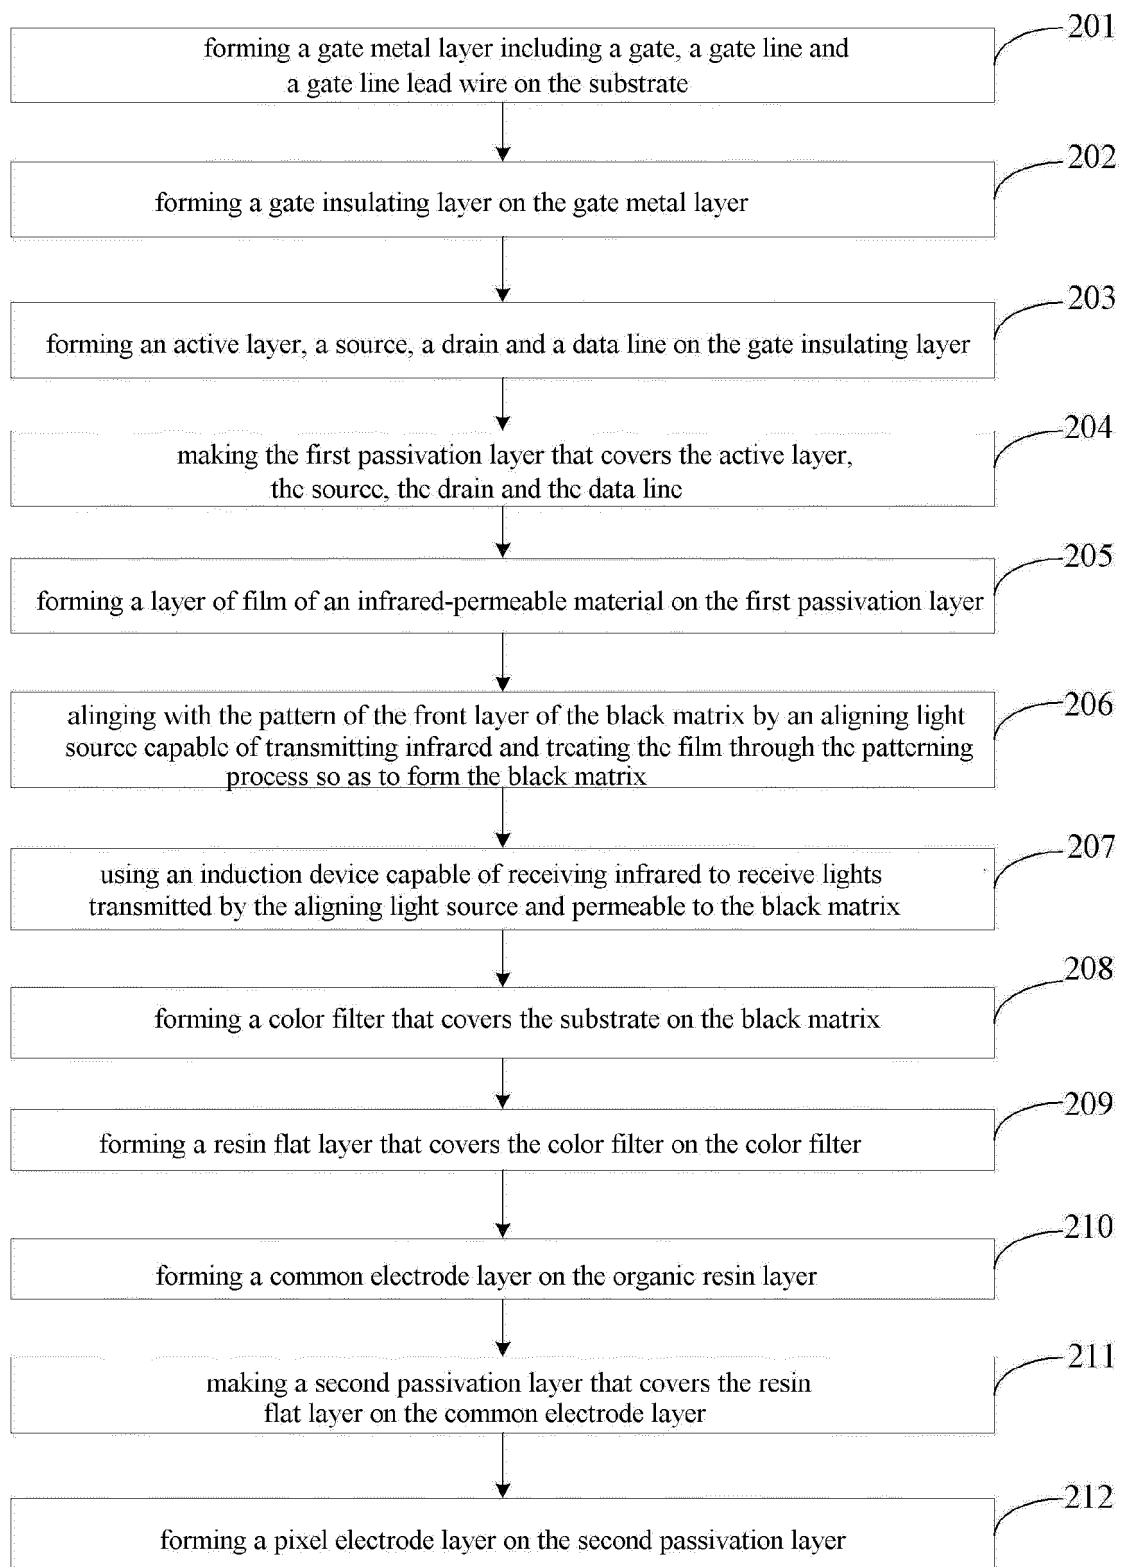 201
forming a gate metal layer including a gate, a gate line and
a gate line lead wire on the substrate
202
forming a gate insulating layer on the gate metal layer
203
forming an active layer, a source, a drain and a data line on the gate insulating layer
204
making the first passivation layer that covers the active layer,
the source, the drain and the data line
205
forming a layer of film of an infrared-permeable material on the first passivation layer
206
alinging with the pattern of the front layer of the black matrix by an aligning light
source capable of transmitting infrared and treating the film through the patterning
process so as to form the black matrix
207
using an induction device capable of receiving infrared to receive lights
transmitted by the aligning light source and permeable to the black matrix
208
forming a color filter that covers the substrate on the black matrix
209
forming a resin flat layer that covers the color filter on the color filter
210
forming a common electrode layer on the organic resin layer
211
making a second passivation layer that covers the resin
flat layer on the common electrode layer
212
forming a pixel electrode layer on the second passivation layer